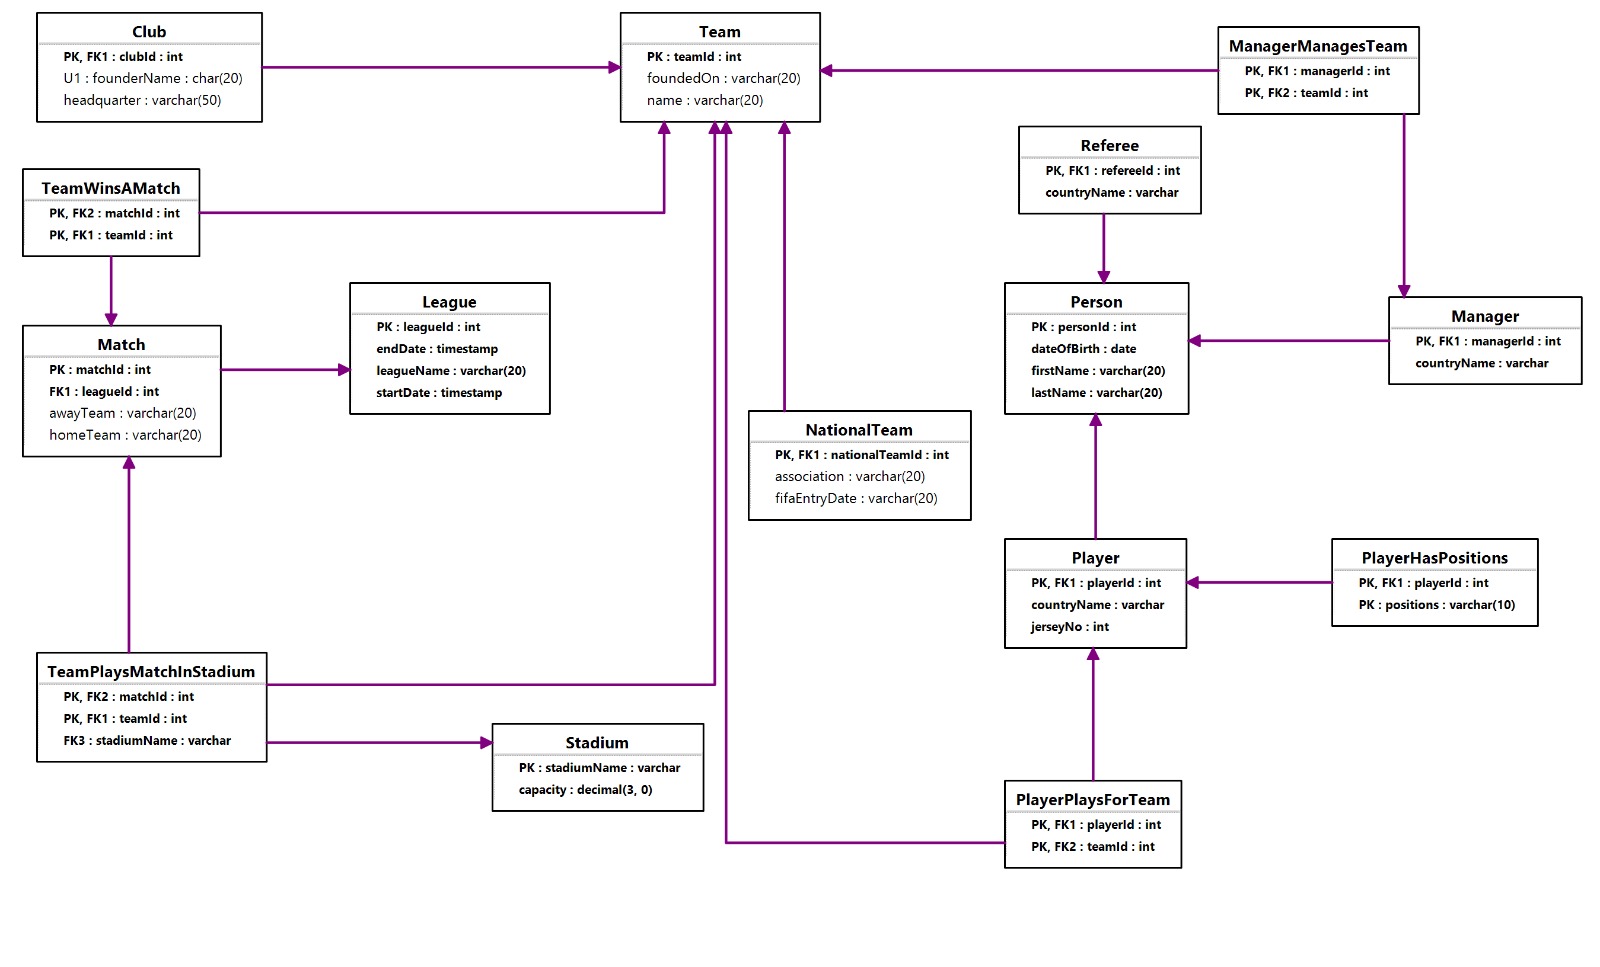 Club
PK, FK1 : clubId : int
U1 : founderName : char(20)
headquarter : varchar(50)
Team
PK : teamId : int
foundedOn : varchar(20)
name : varchar(20)
ManagerManagesTeam
PK, FK1 : managerId : int
PK, FK2 : teamId : int
Referee
PK, FK1 : refereeId : int
countryName : varchar
TeamWinsAMatch
PK, FK2 : matchId : int
PK, FK1 : teamId : int
League
PK : leagueId : int
endDate : timestamp
leagueName : varchar(20)
startDate : timestamp
Person
PK : personId : int
dateOfBirth : date
firstName : varchar(20)
lastName : varchar(20)
Manager
PK, FK1 : managerId : int
countryName : varchar
Match
PK : matchId : int
FK1 : leagueId : int
awayTeam : varchar(20)
homeTeam : varchar(20)
NationalTeam
PK, FK1 : nationalTeamId : int
association : varchar(20)
fifaEntryDate : varchar(20)
Player
PK, FK1 : playerId : int
countryName : varchar
jerseyNo : int
PlayerHasPositions
PK, FK1 : playerId : int
PK : positions : varchar(10)
TeamPlaysMatchInStadium
PK, FK2 : matchId : int
PK, FK1 : teamId : int
FK3 : stadiumName : varchar
Stadium
PK : stadiumName : varchar
capacity : decimal(3, 0)
PlayerPlaysForTeam
PK, FK1 : playerId : int
PK, FK2 : teamId : int